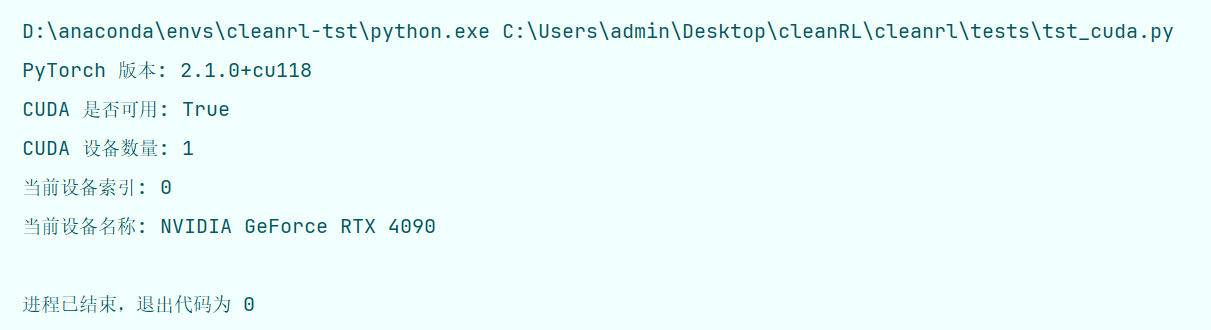 D:\anaconda\envs\cleanrl-tst\python.exe C:\Users\admin\Desktop\cleanRL\cleanrl\tests\tst_cuda.py
PyTorch 版本: 2.1.0+cu118
CUDA 是否可用: True
CUDA 设备数量: 1
当前设备索引: 0
当前设备名称: NVIDIA GeForce RTX 4090
进程已结束，退出代码为 0